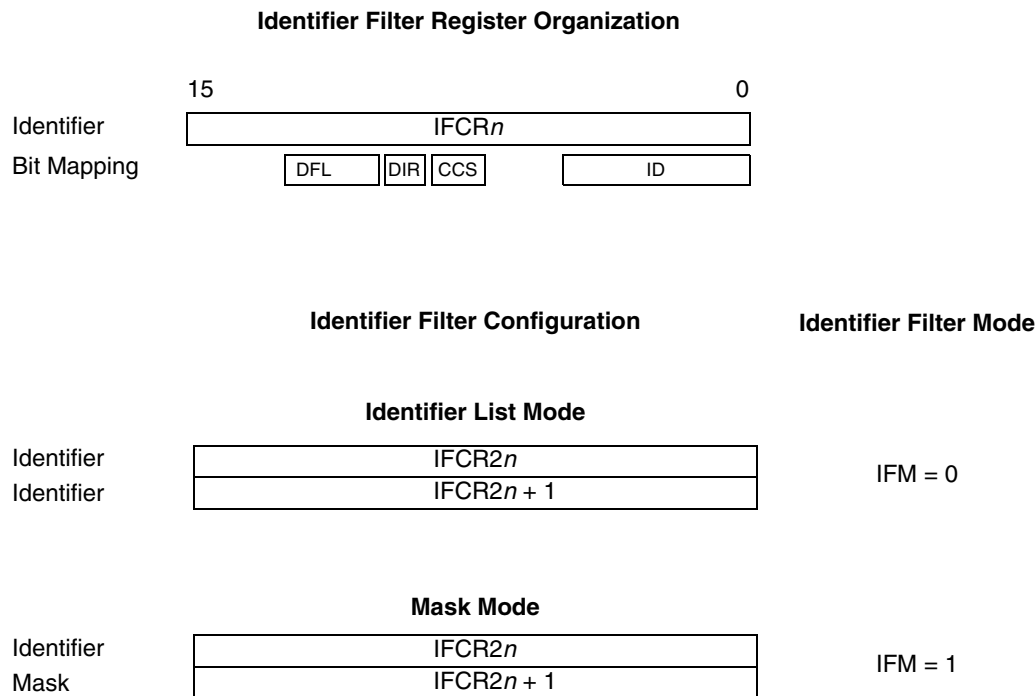 Identifier Filter Register Organization
15 0
Identifier IFCRn
Bit Mapping DFL DIR CCS ID
Identifier Filter Configuration Identifier Filter Mode
Identifier List Mode
Identifier IFCR2n
Identifier IFCR2n + 1
IFM = 0
Mask Mode
Identifier IFCR2n
Mask IFCR2n + 1
IFM = 1